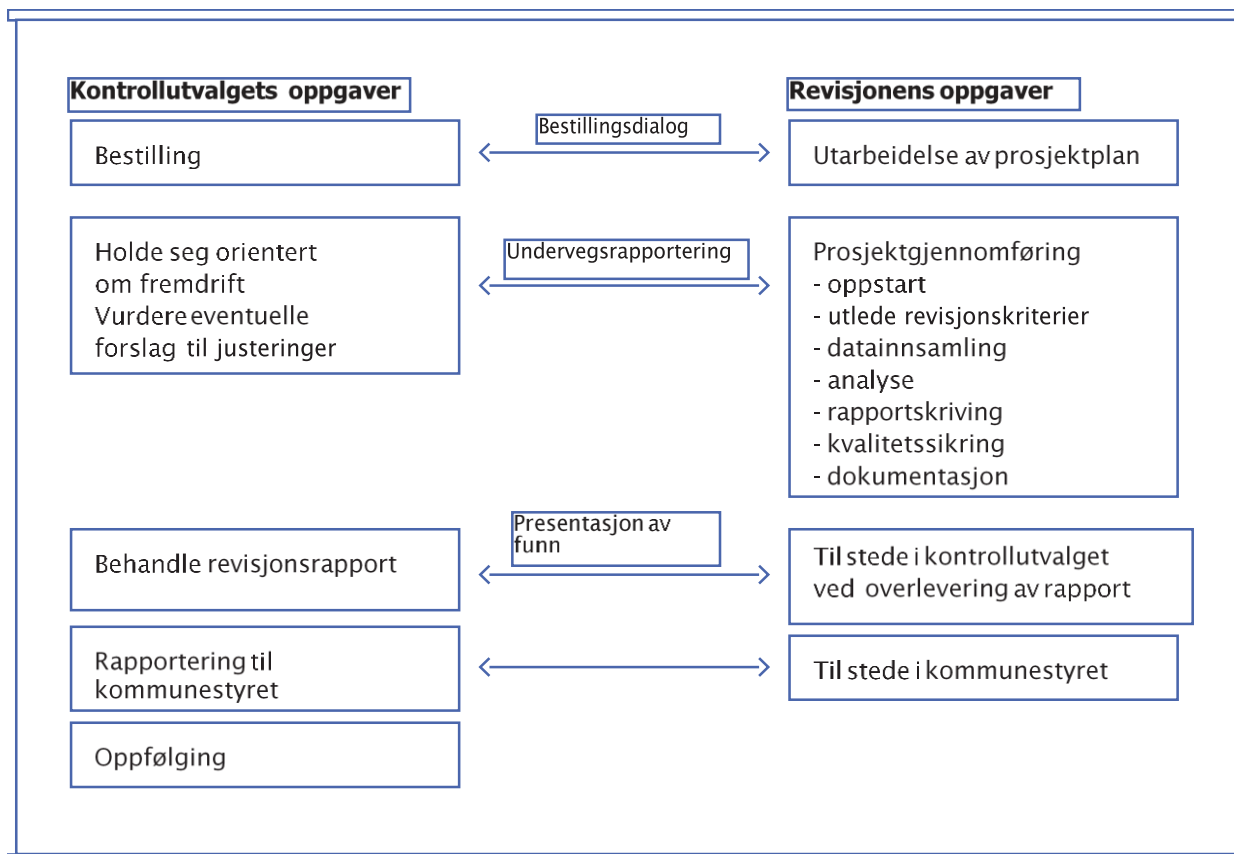 Kontrollutvalgets oppgaver
Revisjonens oppgaver
Bestilling
Bestillingsdialog
Utarbeidelse av prosjektplan
Holde seg orientert
om fremdrift
Vurdere eventuelle
forslag til justeringer
Undervegsrapportering
Prosjektgjennomføring
- oppstart
- utlede revisjonskriterier
- datainnsamling
- analyse
- rapportskriving
- kvalitetssikring
- dokumentasjon
Behandle revisjonsrapport
Presentasjon av
funn
Til stede i kontrollutvalget
ved overlevering av rapport
Rapportering til
kommunestyret
Til stede i kommunestyret
Oppfølging